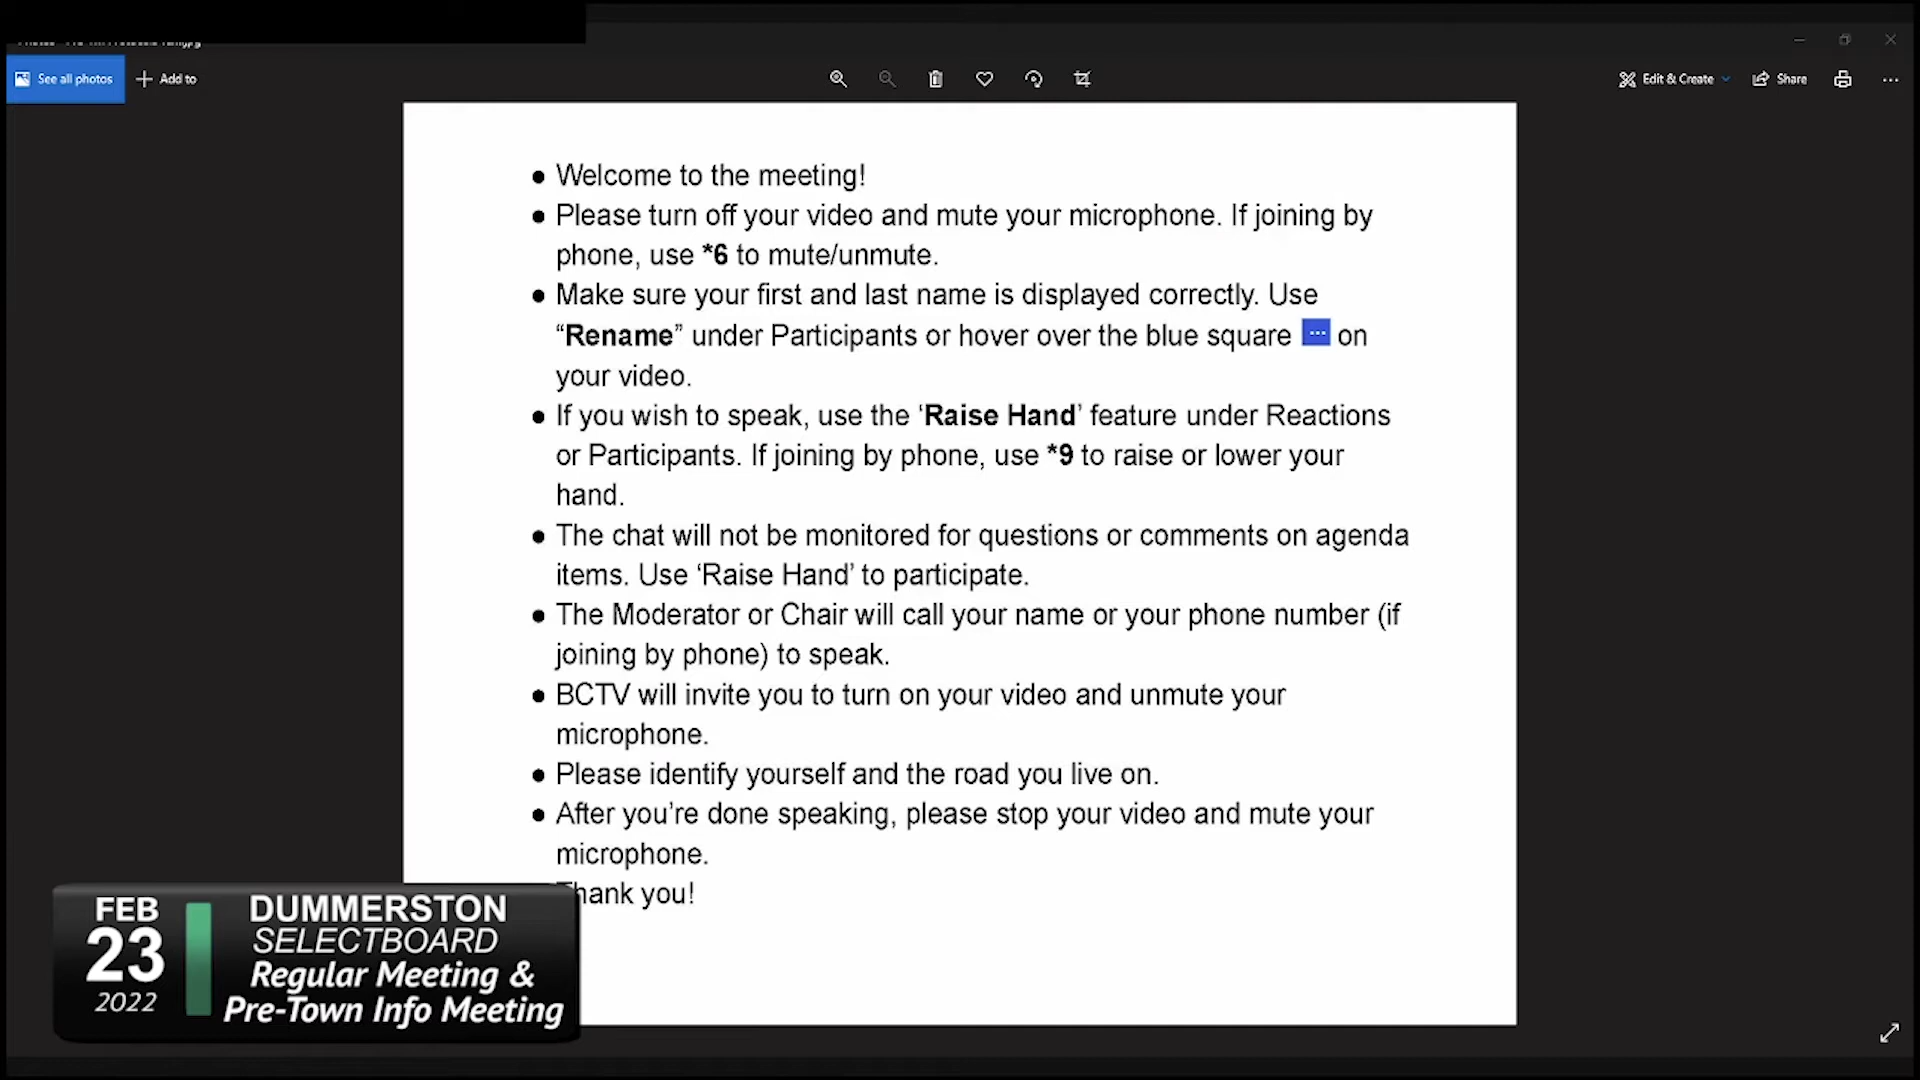 See all photos
Add to
Edit & Create
Share
• Welcome to the meeting!
• Please turn off your video and mute your microphone. If joining by
phone, use *6 to mute/unmute.
• Make sure your first and last name is displayed correctly. Use
“Rename” under Participants or hover over the blue square ... on
your video.
• If you wish to speak, use the ‘Raise Hand’ feature under Reactions
or Participants. If joining by phone, use *9 to raise or lower your
hand.
• The chat will not be monitored for questions or comments on agenda
items. Use ‘Raise Hand’ to participate.
• The Moderator or Chair will call your name or your phone number (if
joining by phone) to speak.
• BCTV will invite you to turn on your video and unmute your
microphone.
• Please identify yourself and the road you live on.
• After you’re done speaking, please stop your video and mute your
microphone.
Thank you!
FEB
23
2022
DUMMERSTON
SELECTBOARD
Regular Meeting &
Pre-Town Info Meeting